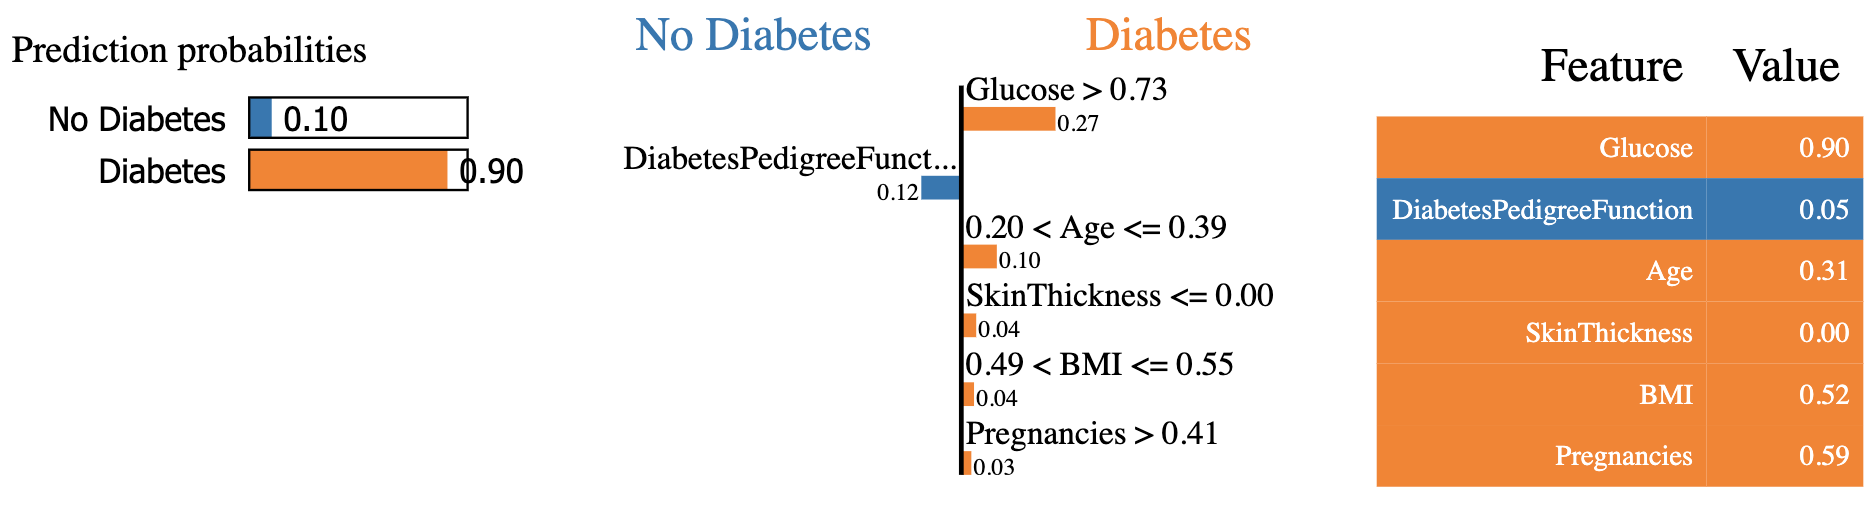 Prediction probabilities
No Diabetes 0.10
Diabetes 0.90
No Diabetes Diabetes
Glucose > 0.73
0.27
DiabetesPedigreeFunct...
0.12
0.20 < Age <= 0.39
0.10
SkinThickness <= 0.00
0.04
0.49 < BMI <= 0.55
0.04
Pregnancies > 0.41
0.03
Feature Value
Glucose 0.90
DiabetesPedigreeFunction 0.05
Age 0.31
SkinThickness 0.00
BMI 0.52
Pregnancies 0.59